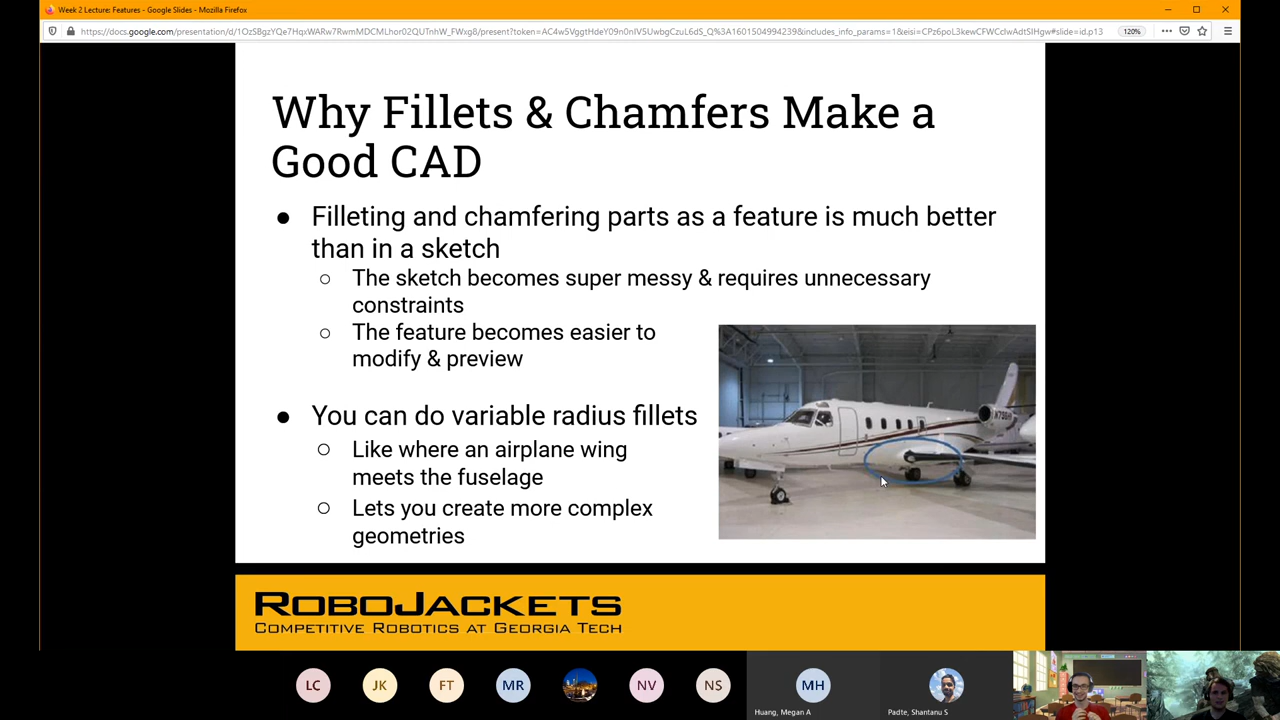 Week 2 Lecture: Features - Google Slides - Mozilla Firefox
120%
Why Fillets & Chamfers Make a
Good CAD
● Filleting and chamfering parts as a feature is much better
than in a sketch
○ The sketch becomes super messy & requires unnecessary
constraints
○ The feature becomes easier to
modify & preview
● You can do variable radius fillets
○ Like where an airplane wing
meets the fuselage
○ Lets you create more complex
geometries
ROBOJACKETS
COMPETITIVE ROBOTICS AT GEORGIA TECH
LC JK FT MR NV NS MH
Huang, Megan A
Padte, Shantanu S